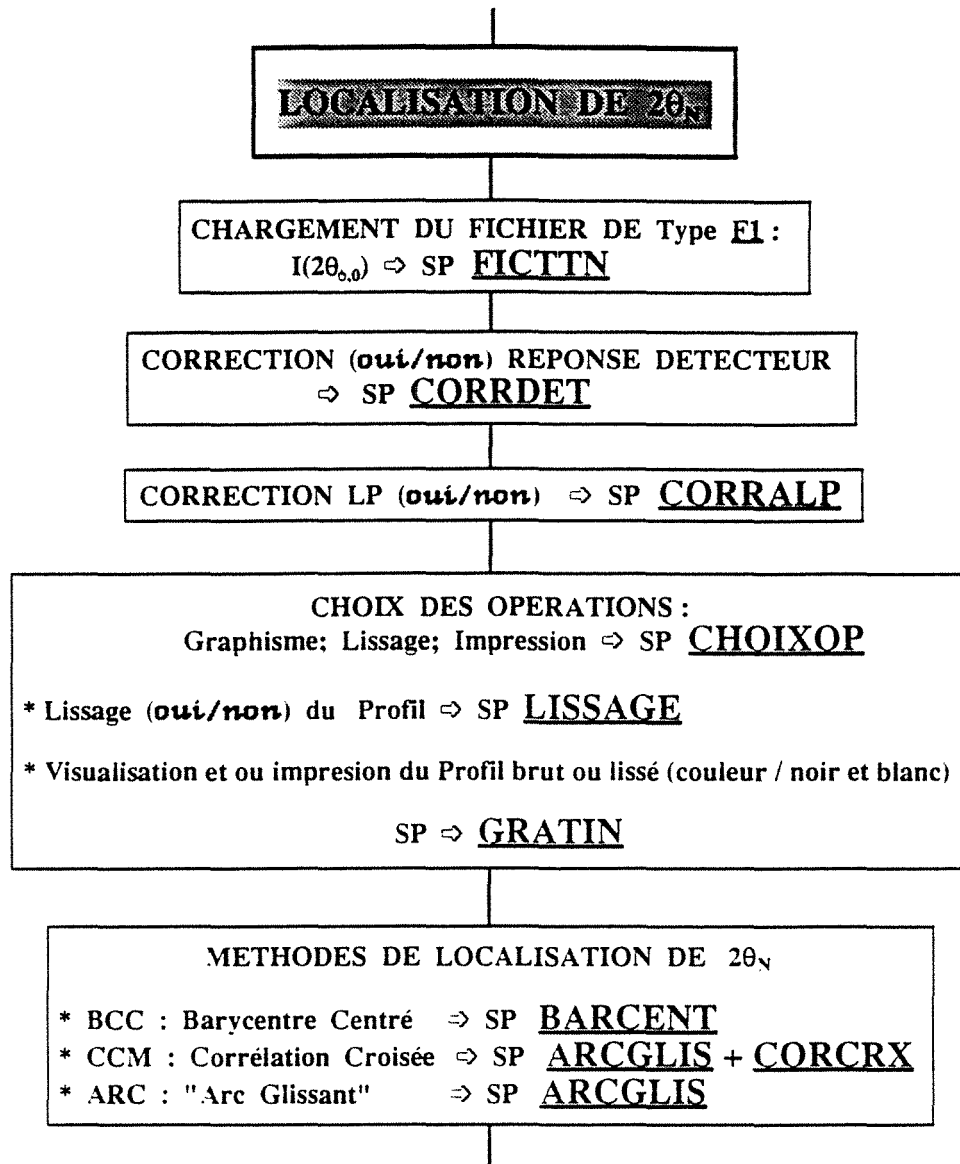 LOCALISATION DE 2θN
CHARGEMENT DU FICHIER DE Type F1 :
I(2θ₀,₀) ⇨ SP FICTTN
CORRECTION (oui/non) REPONSE DETECTEUR
⇨ SP CORRDET
CORRECTION LP (oui/non) ⇨ SP CORRALP
CHOIX DES OPERATIONS :
Graphisme; Lissage; Impression ⇨ SP CHOIXOP
* Lissage (oui/non) du Profil ⇨ SP LISSAGE
* Visualisation et ou impresion du Profil brut ou lissé (couleur / noir et blanc)
SP ⇨ GRATIN
METHODES DE LOCALISATION DE 2θN
* BCC : Barycentre Centré ⇨ SP BARCENT
* CCM : Corrélation Croisée ⇨ SP ARCGLIS + CORCRX
* ARC : "Arc Glissant" ⇨ SP ARCGLIS